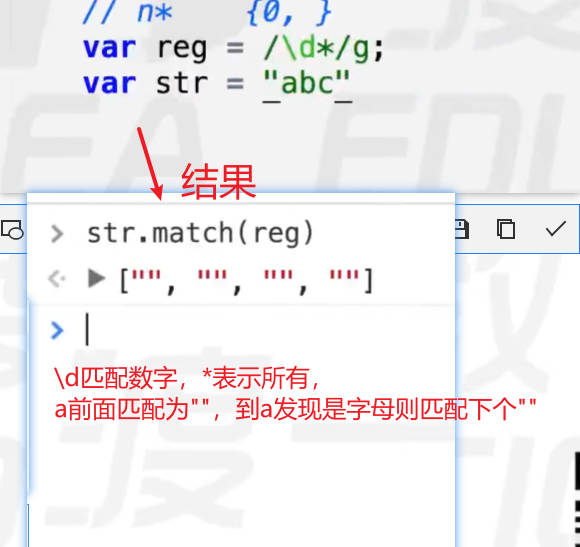 // n*     {0, }
var reg = /\d*/g;
var str = "abc"
结果
> str.match(reg)
["", "", "", ""]
>
\d匹配数字，*表示所有，
a前面匹配为""，到a发现是字母则匹配下个""